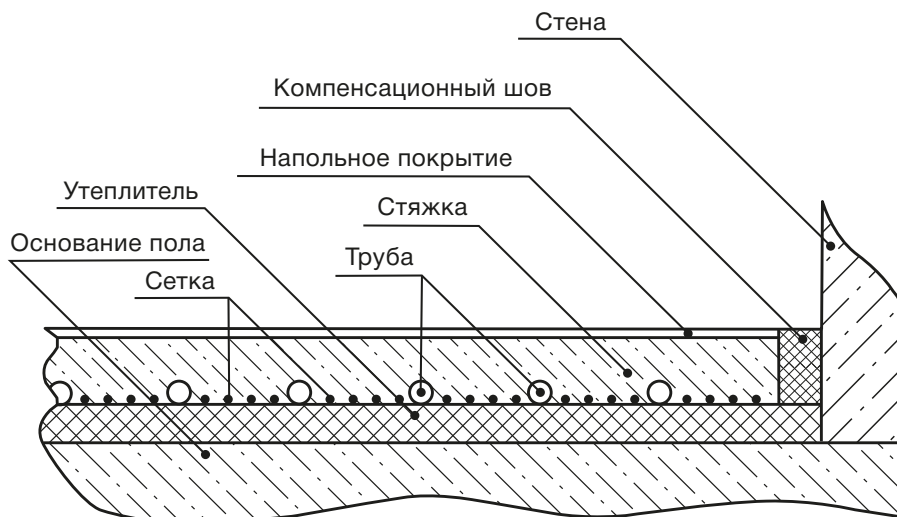 Стена
Компенсационный шов
Напольное покрытие
Утеплитель
Стяжка
Основание пола
Труба
Сетка